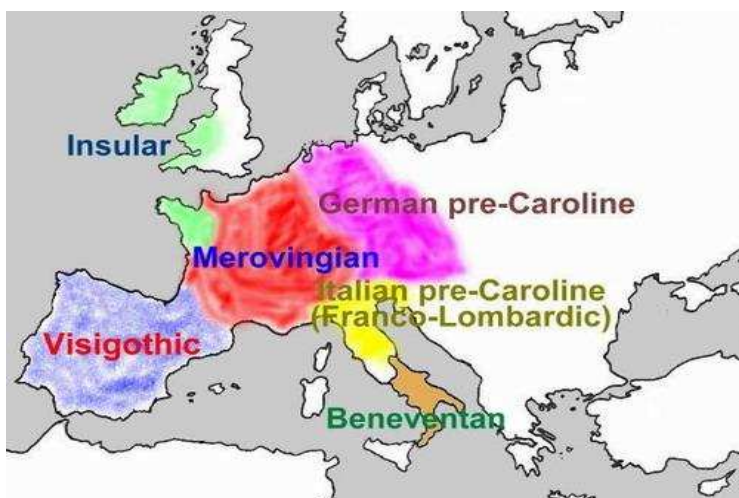 Insular
German pre-Caroline
Merovingian
Italian pre-Caroline
(Franco-Lombardic)
Visigothic
Beneventan